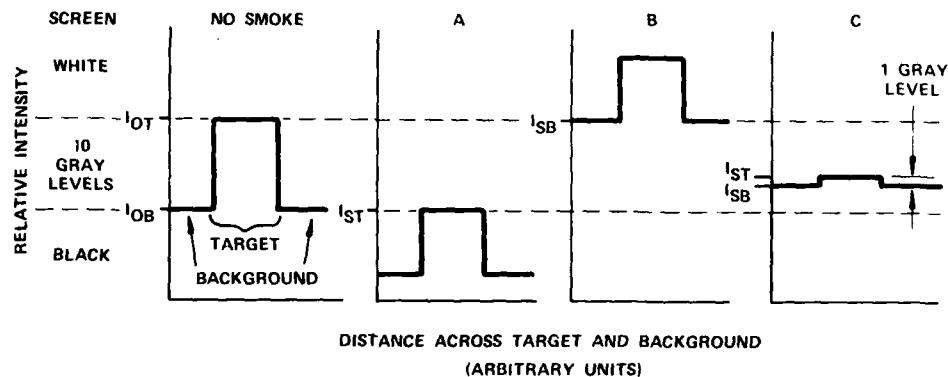 SCREEN NO SMOKE A B C
WHITE
1 GRAY
LEVEL
I_OT
I_SB
10
GRAY
LEVELS
I_ST
I_SB
I_OB
I_ST
TARGET
BLACK
BACKGROUND
RELATIVE INTENSITY
DISTANCE ACROSS TARGET AND BACKGROUND
(ARBITRARY UNITS)